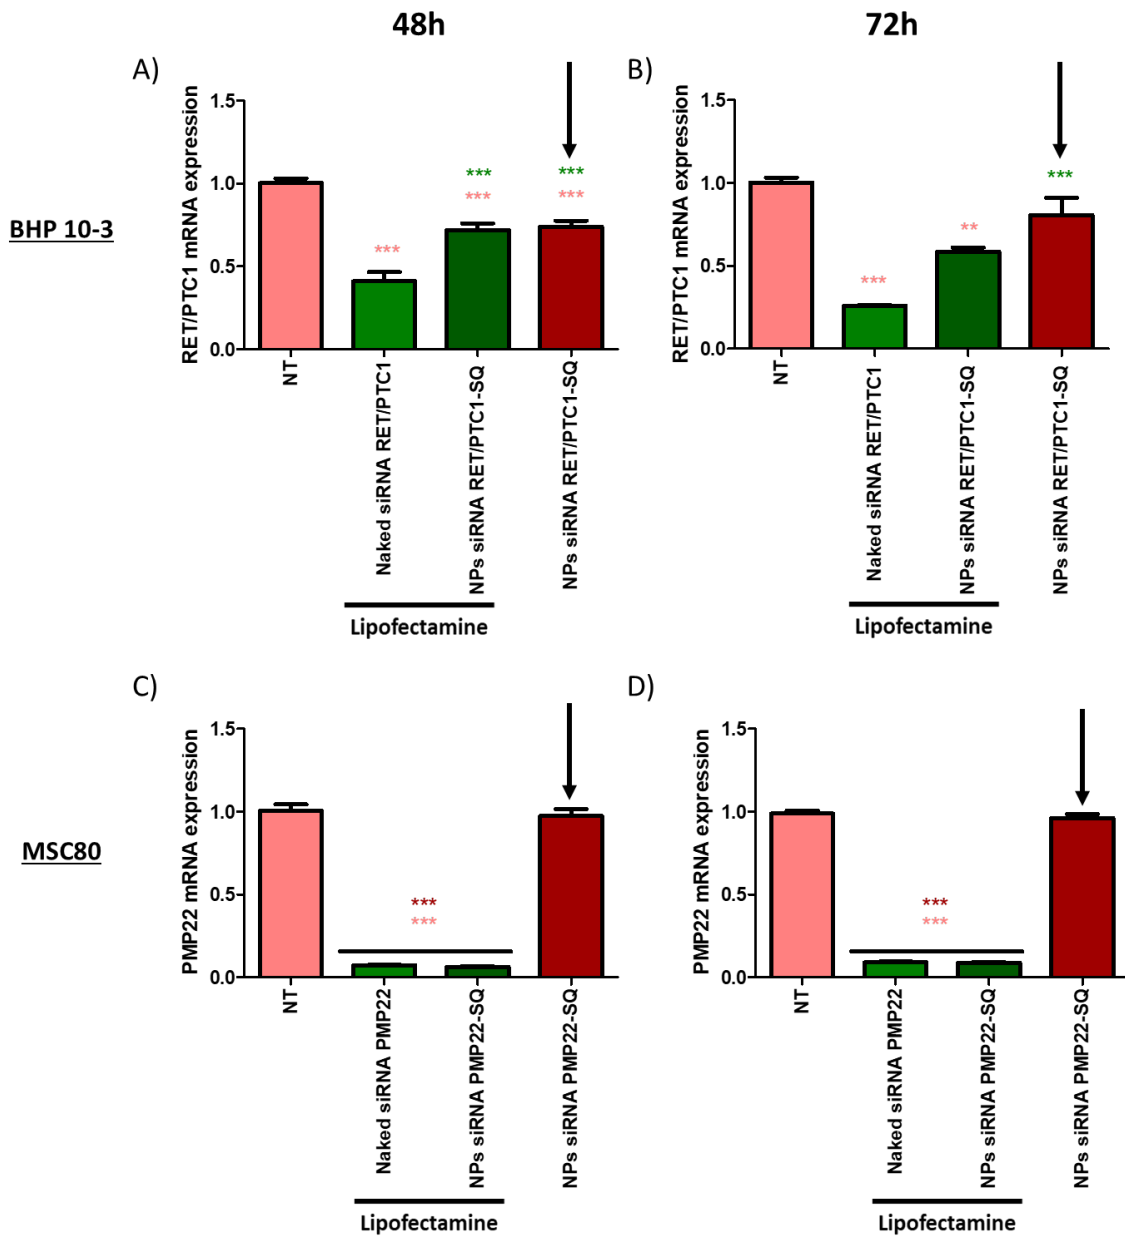 48h
72h
A)
B)
BHP 10-3
RET/PTC1 mRNA expression
1.5
1.0
0.5
0.0
***
***
***
***
***
NT
Naked siRNA RET/PTC1
NPs siRNA RET/PTC1-SQ
NPs siRNA RET/PTC1-SQ
Lipofectamine
RET/PTC1 mRNA expression
1.5
1.0
0.5
0.0
***
**
***
NT
Naked siRNA RET/PTC1
NPs siRNA RET/PTC1-SQ
NPs siRNA RET/PTC1-SQ
Lipofectamine
C)
D)
MSC80
PMP22 mRNA expression
1.5
1.0
0.5
0.0
***
***
NT
Naked siRNA PMP22
NPs siRNA PMP22-SQ
NPs siRNA PMP22-SQ
Lipofectamine
PMP22 mRNA expression
1.5
1.0
0.5
0.0
***
***
NT
Naked siRNA PMP22
NPs siRNA PMP22-SQ
NPs siRNA PMP22-SQ
Lipofectamine